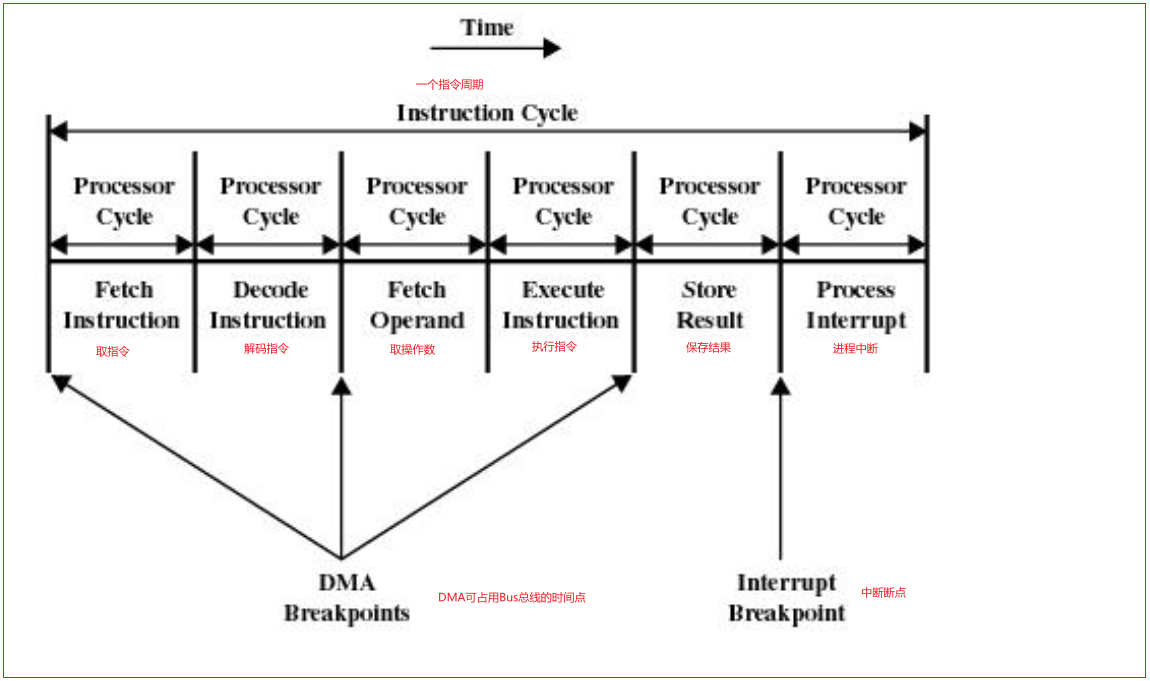 Time
一个指令周期
Instruction Cycle
Processor Cycle
Processor Cycle
Processor Cycle
Processor Cycle
Processor Cycle
Processor Cycle
Fetch Instruction
Decode Instruction
Fetch Operand
Execute Instruction
Store Result
Process Interrupt
取指令
解码指令
取操作数
执行指令
保存结果
进程中断
DMA
Breakpoints
DMA可占用Bus总线的时间点
Interrupt
Breakpoint
中断断点